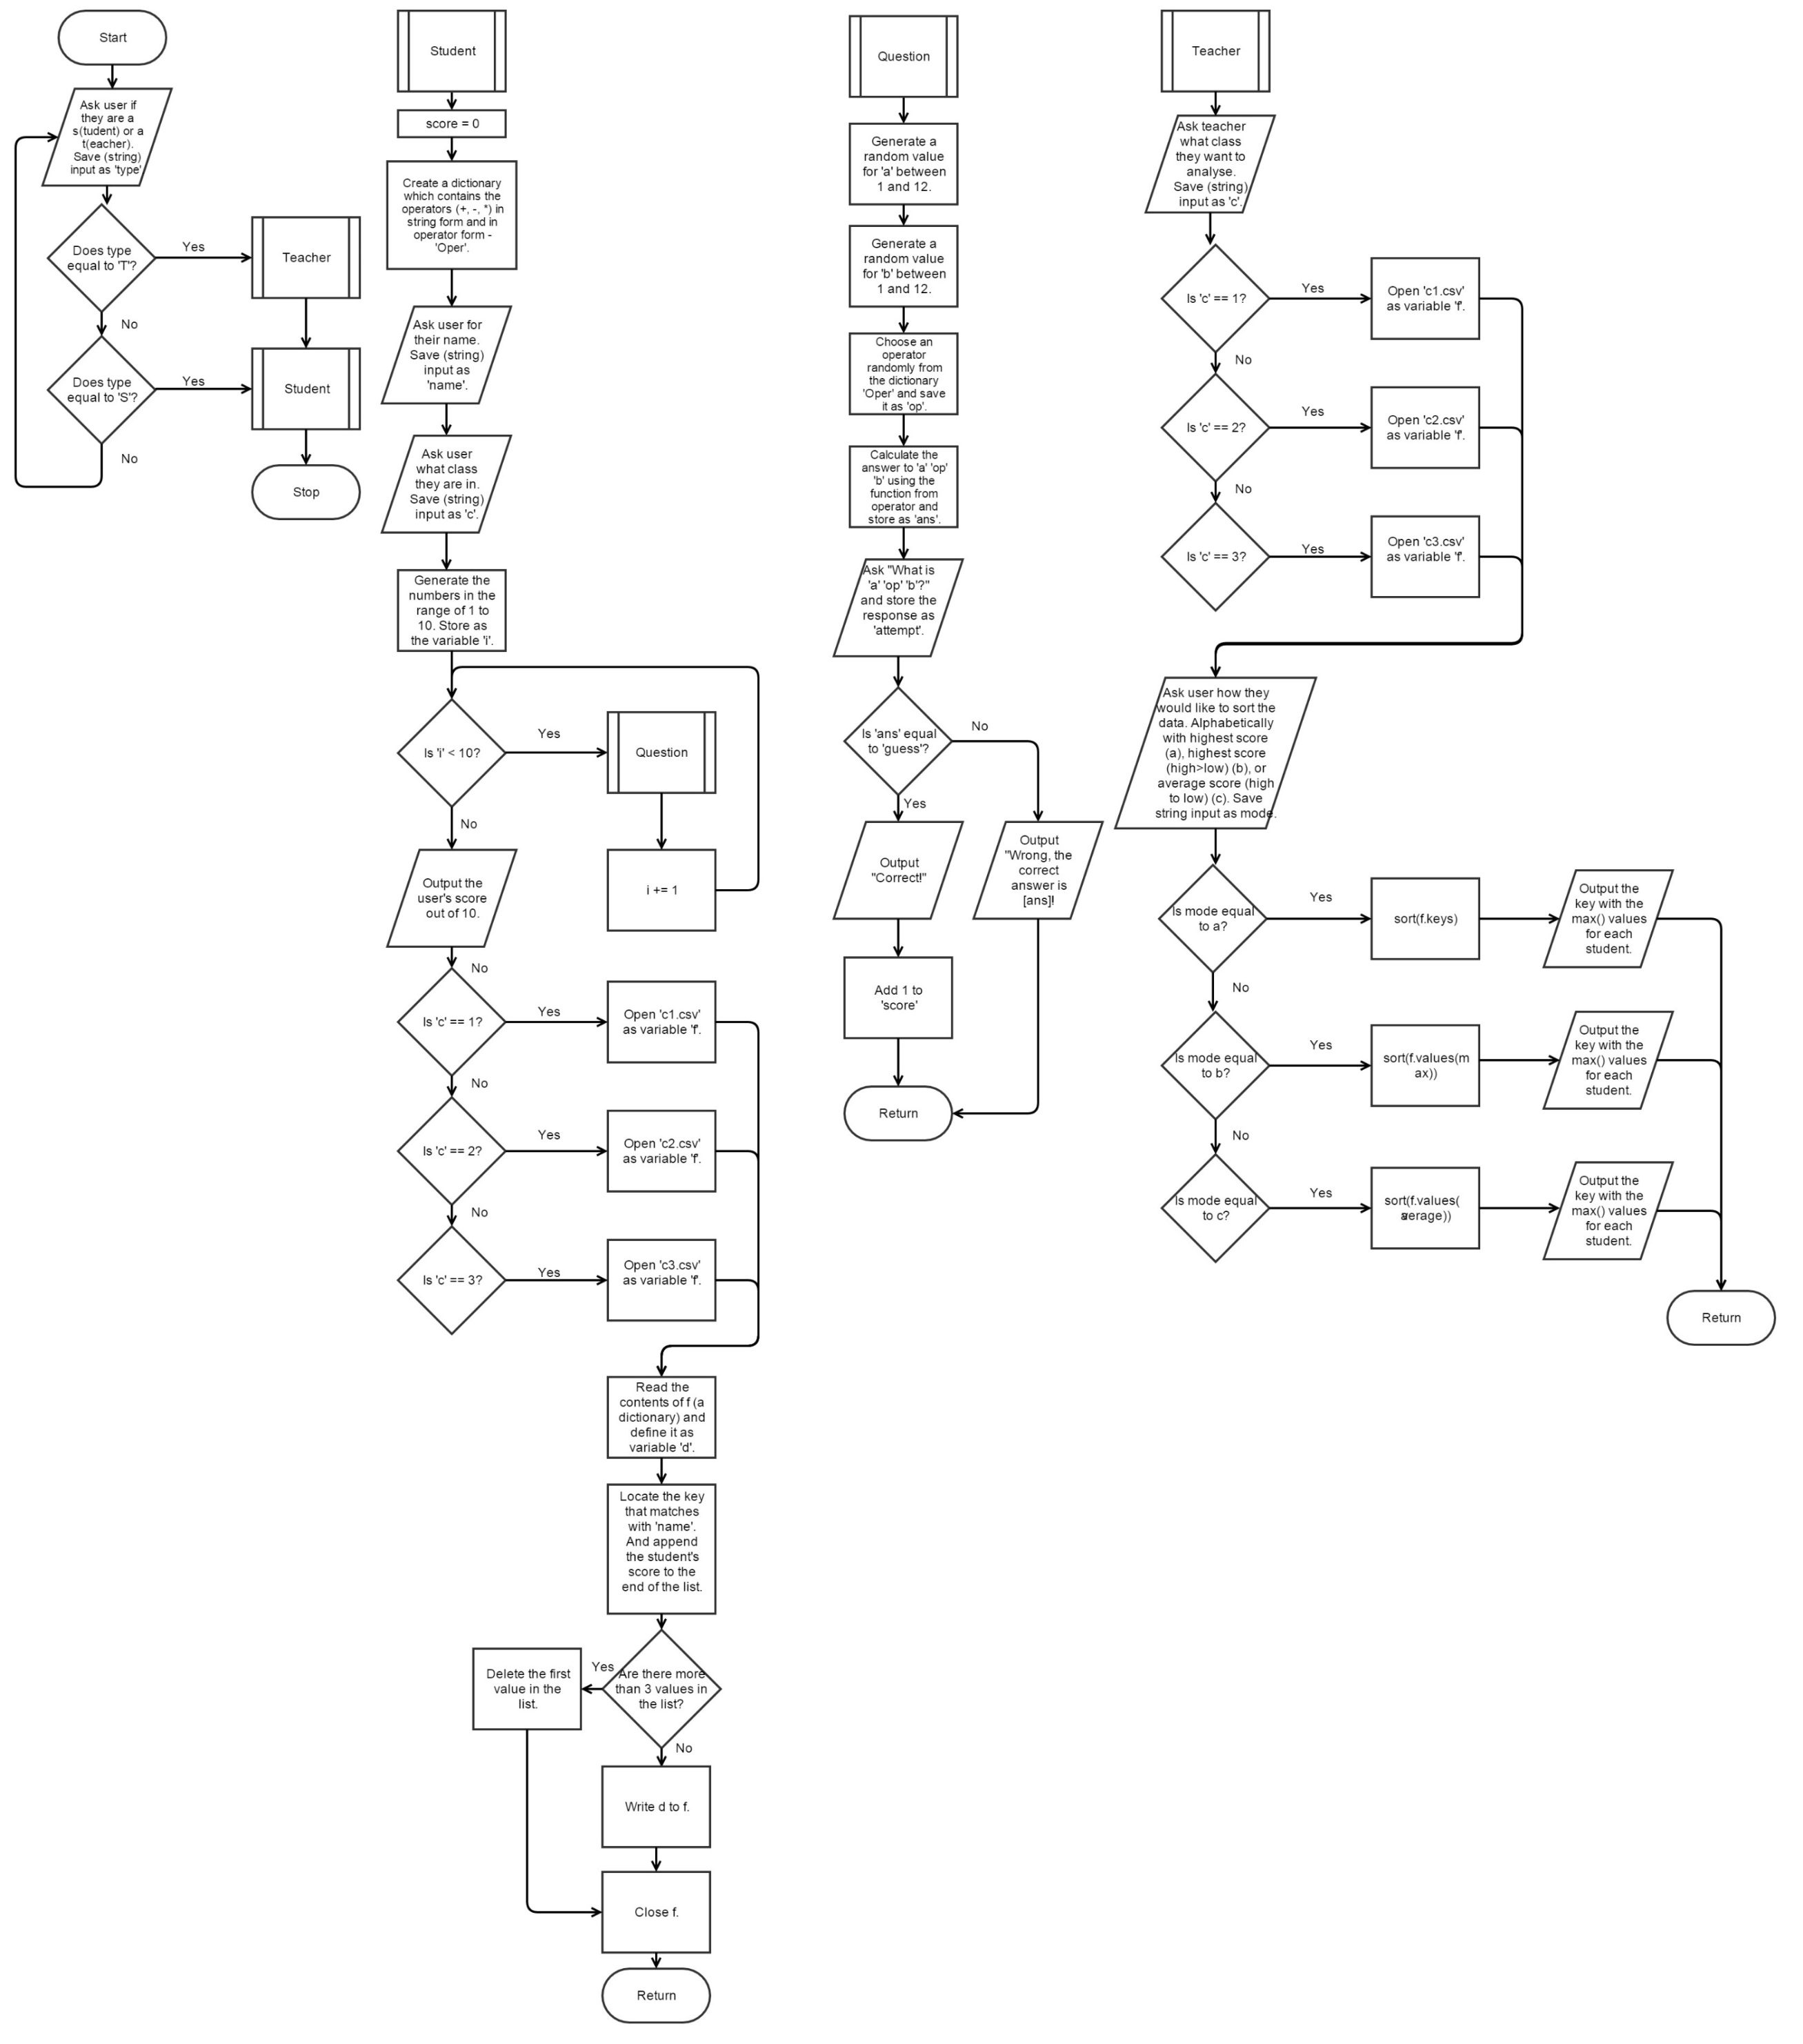 Start
Ask user if
they are a
s(tudent) or a
t(eacher).
Save (string)
input as 'type'
Does type
equal to 'T'?
Yes
Teacher
No
Does type
equal to 'S'?
Yes
Student
No
Stop
Student
score = 0
Create a dictionary
which contains the
operators (+, -, *) in
string form and in
operator form -
'Oper'.
Ask user for
their name.
Save (string)
input as
'name'.
Ask user
what class
they are in.
Save (string)
input as 'c'.
Generate the
numbers in the
range of 1 to
10. Store as
the variable 'i'.
Is 'i' < 10?
Yes
Question
No
i += 1
Output the
user's score
out of 10.
No
Is 'c' == 1?
Yes
Open 'c1.csv'
as variable 'f'.
No
Is 'c' == 2?
Yes
Open 'c2.csv'
as variable 'f'.
No
Is 'c' == 3?
Yes
Open 'c3.csv'
as variable 'f'.
Read the
contents of f (a
dictionary) and
define it as
variable 'd'.
Locate the key
that matches
with 'name'.
And append
the student's
score to the
end of the list.
Are there more
than 3 values in
the list?
Yes
Delete the first
value in the
list.
No
Write d to f.
Close f.
Return
Question
Generate a
random value
for 'a' between
1 and 12.
Generate a
random value
for 'b' between
1 and 12.
Choose an
operator
randomly from
the dictionary
'Oper' and save
it as 'op'.
Calculate the
answer to 'a' 'op'
'b' using the
function from
operator and
store as 'ans'.
Ask "What is
'a' 'op' 'b'?"
and store the
response as
'attempt'.
Is 'ans' equal
to 'guess'?
No
Yes
Output
"Correct!"
Output
"Wrong, the
correct
answer is
[ans]!
Add 1 to
'score'
Return
Teacher
Ask teacher
what class
they want to
analyse.
Save (string)
input as 'c'.
Is 'c' == 1?
Yes
Open 'c1.csv'
as variable 'f'.
No
Is 'c' == 2?
Yes
Open 'c2.csv'
as variable 'f'.
No
Is 'c' == 3?
Yes
Open 'c3.csv'
as variable 'f'.
Ask user how they
would like to sort the
data. Alphabetically
with highest score
(a), highest score
(high>low) (b), or
average score (high
to low) (c). Save
string input as mode.
Is mode equal
to a?
Yes
sort(f.keys)
Output the
key with the
max() values
for each
student.
No
Is mode equal
to b?
Yes
sort(f.values(m
ax))
Output the
key with the
max() values
for each
student.
No
Is mode equal
to c?
Yes
sort(f.values(
average))
Output the
key with the
max() values
for each
student.
Return